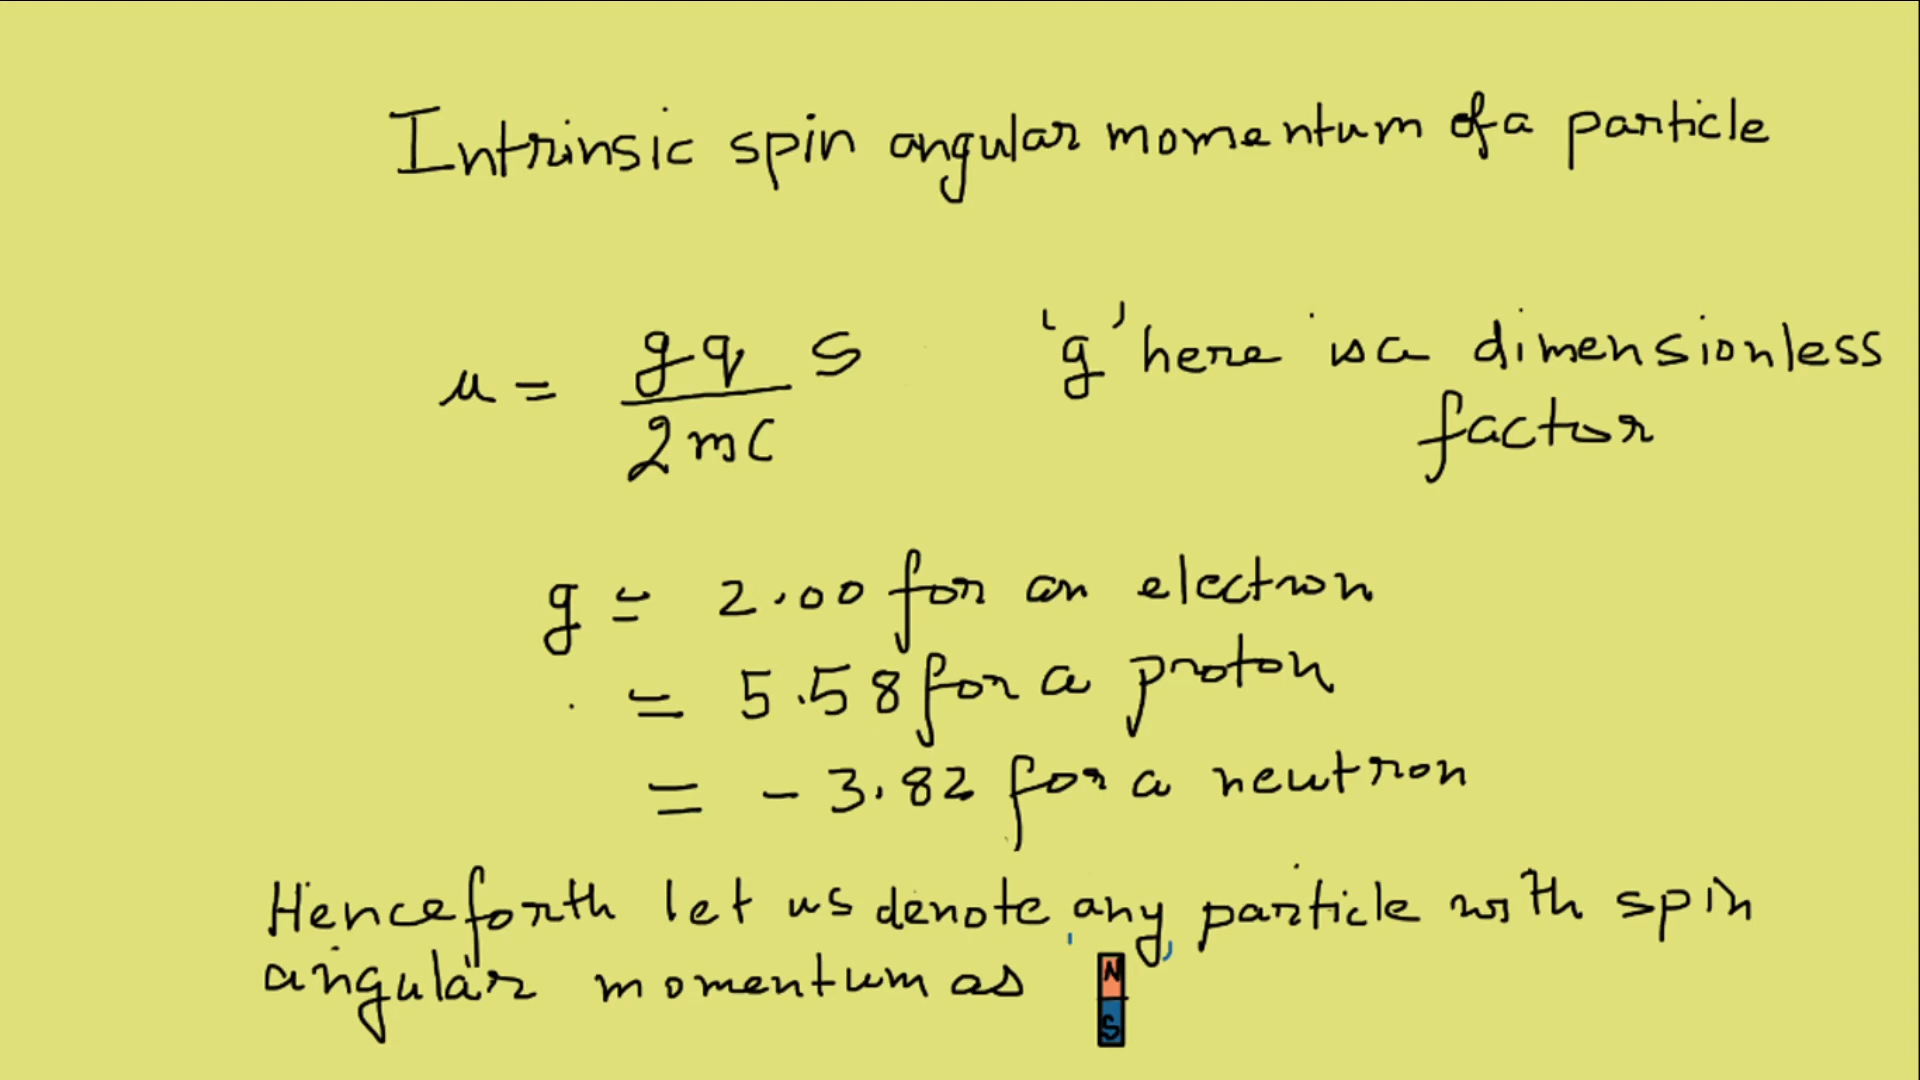 Intrinsic spin angular momentum of a particle
μ = gq/2mc S
'g' here is a dimensionless
factor
g = 2.00 for an electron
= 5.58 for a proton
= - 3.82 for a neutron
Henceforth let us denote any particle with spin
angular momentum as 'N S'